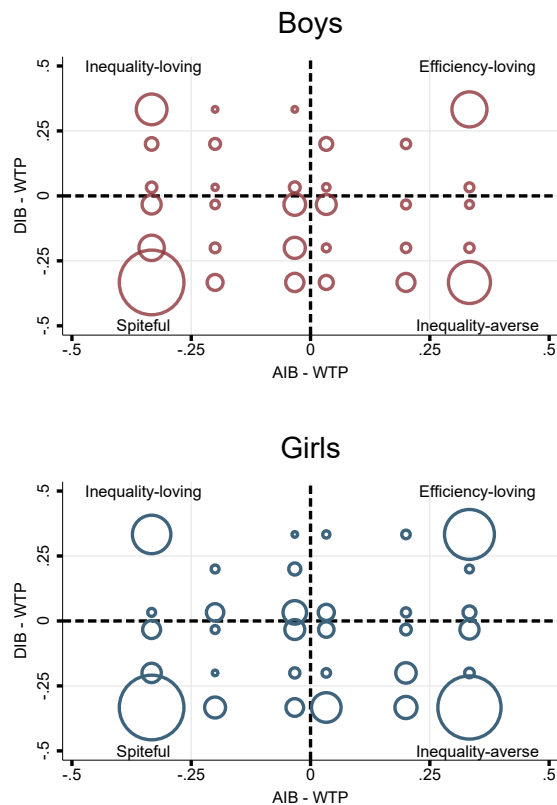 Boys
.5
Inequality-loving
Efficiency-loving
.25
DIB - WTP
0
-.25
-.5
Spiteful
Inequality-averse
-.5
-.25
0
.25
.5
AIB - WTP
Girls
.5
Inequality-loving
Efficiency-loving
.25
DIB - WTP
0
-.25
-.5
Spiteful
Inequality-averse
-.5
-.25
0
.25
.5
AIB - WTP